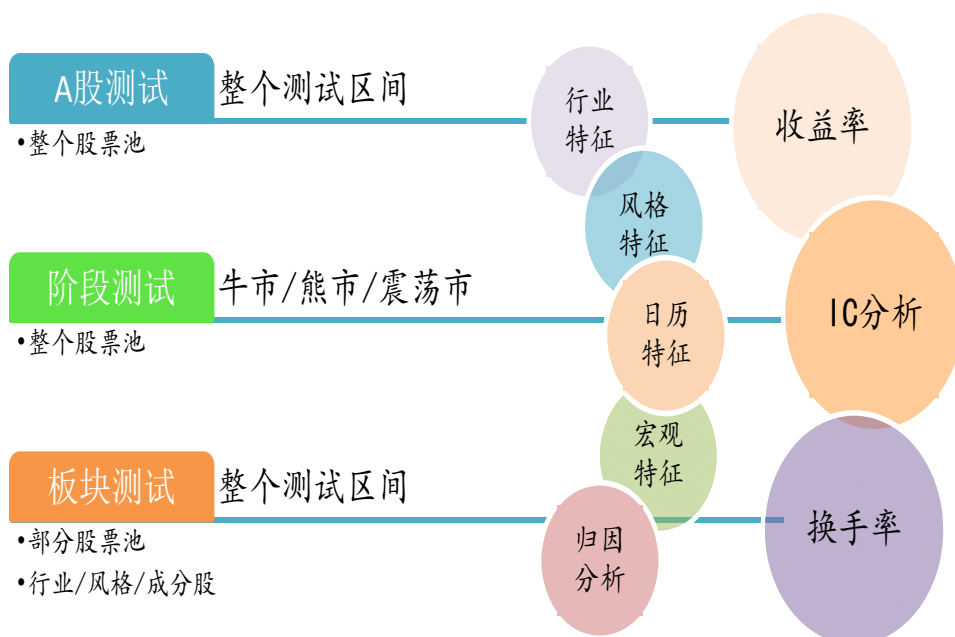 A股测试
整个测试区间
•整个股票池
阶段测试
牛市/熊市/震荡市
•整个股票池
板块测试
整个测试区间
•部分股票池
•行业/风格/成分股
行业
特征
风格
特征
日历
特征
宏观
特征
归因
分析
收益率
IC分析
换手率